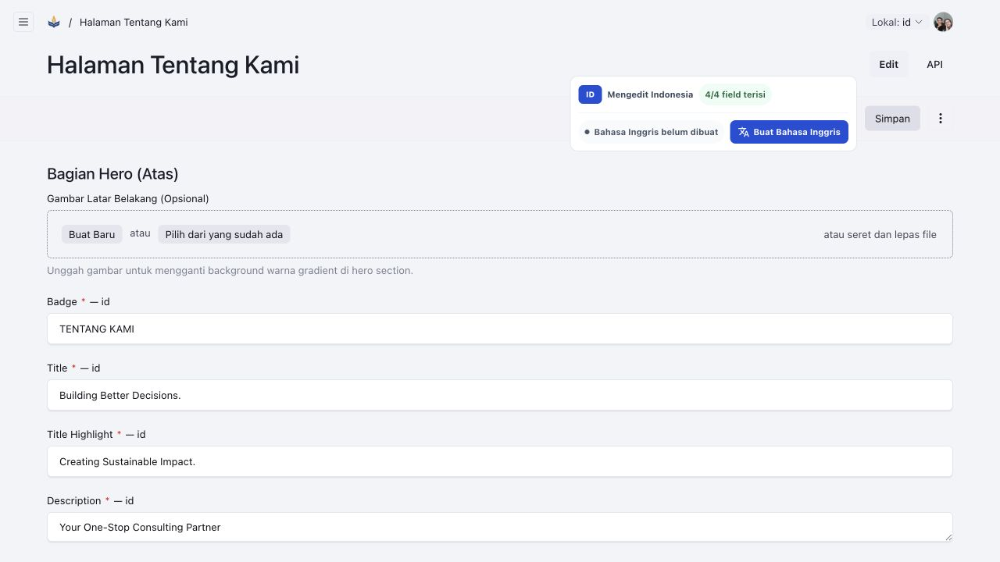 / Halaman Tentang Kami
Lokal: id
Halaman Tentang Kami
Edit
API
ID Mengedit Indonesia 4/4 field terisi
Bahasa Inggris belum dibuat
Buat Bahasa Inggris
Simpan
Bagian Hero (Atas)
Gambar Latar Belakang (Opsional)
Buat Baru atau Pilih dari yang sudah ada
atau seret dan lepas file
Unggah gambar untuk mengganti background warna gradient di hero section.
Badge * — id
TENTANG KAMI
Title * — id
Building Better Decisions.
Title Highlight * — id
Creating Sustainable Impact.
Description * — id
Your One-Stop Consulting Partner